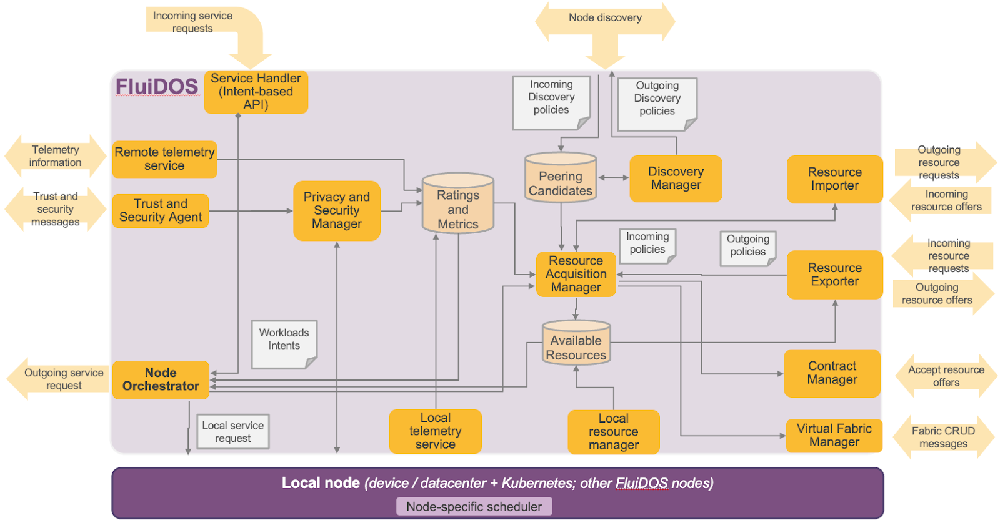 Incoming service
requests
Node discovery
FluiDOS
Service Handler
(Intent-based
API)
Incoming
Discovery
policies
Outgoing
Discovery
policies
Telemetry
information
Remote telemetry
service
Trust and
security
messages
Trust and
Security Agent
Privacy and
Security
Manager
Ratings
and
Metrics
Peering
Candidates
Discovery
Manager
Resource
Importer
Outgoing
resource
requests
Incoming
resource offers
Incoming
policies
Outgoing
policies
Resource
Acquisition
Manager
Resource
Exporter
Incoming
resource
requests
Outgoing
resource offers
Workloads
Intents
Available
Resources
Outgoing service
request
Node
Orchestrator
Contract
Manager
Accept resource
offers
Local service
request
Local
telemetry
service
Local
resource
manager
Virtual Fabric
Manager
Fabric CRUD
messages
Local node (device / datacenter + Kubernetes; other FluiDOS nodes)
Node-specific scheduler